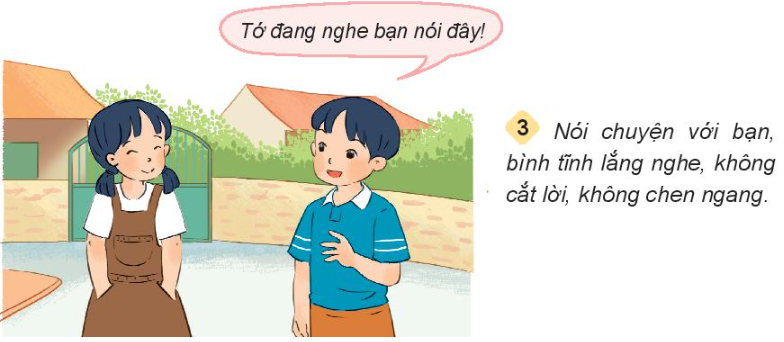 Tớ đang nghe bạn nói đây!
3 Nói chuyện với bạn,
bình tĩnh lắng nghe, không
cắt lời, không chen ngang.